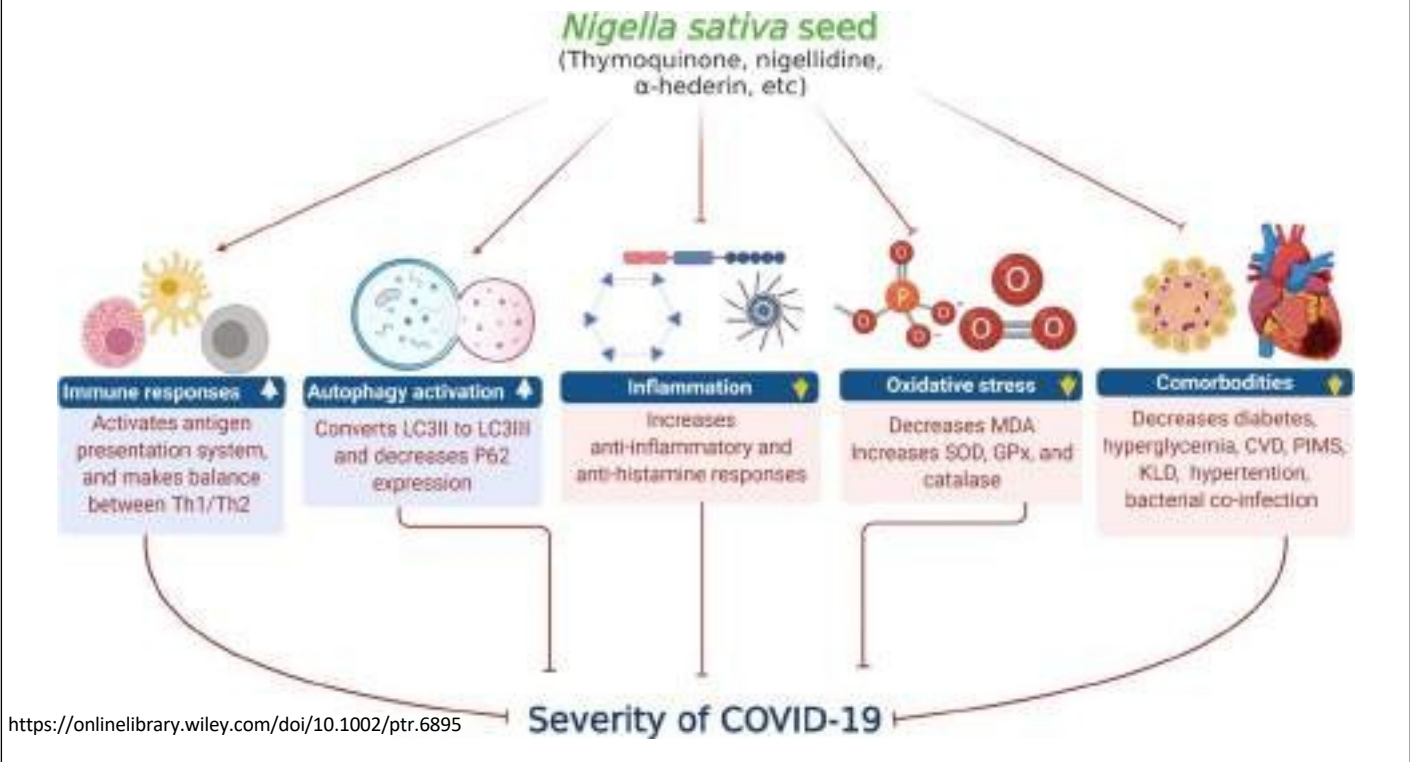 Nigella sativa seed
(Thymoquinone, nigellidine,
α-hederin, etc)
Immune responses
Activates antigen
presentation system,
and makes balance
between Th1/Th2
Autophagy activation
Converts LC3II to LC3III
and decreases P62
expression
Inflammation
Increases
anti-inflammatory and
anti-histamine responses
Oxidative stress
Decreases MDA
Increases SOD, GPx, and
catalase
Comorbodities
Decreases diabetes,
hyperglycemia, CVD, PIMS,
KLD, hypertention,
bacterial co-infection
O
P
O
O
O
-
-
O
O
O
https://onlinelibrary.wiley.com/doi/10.1002/ptr.6895
Severity of COVID-19